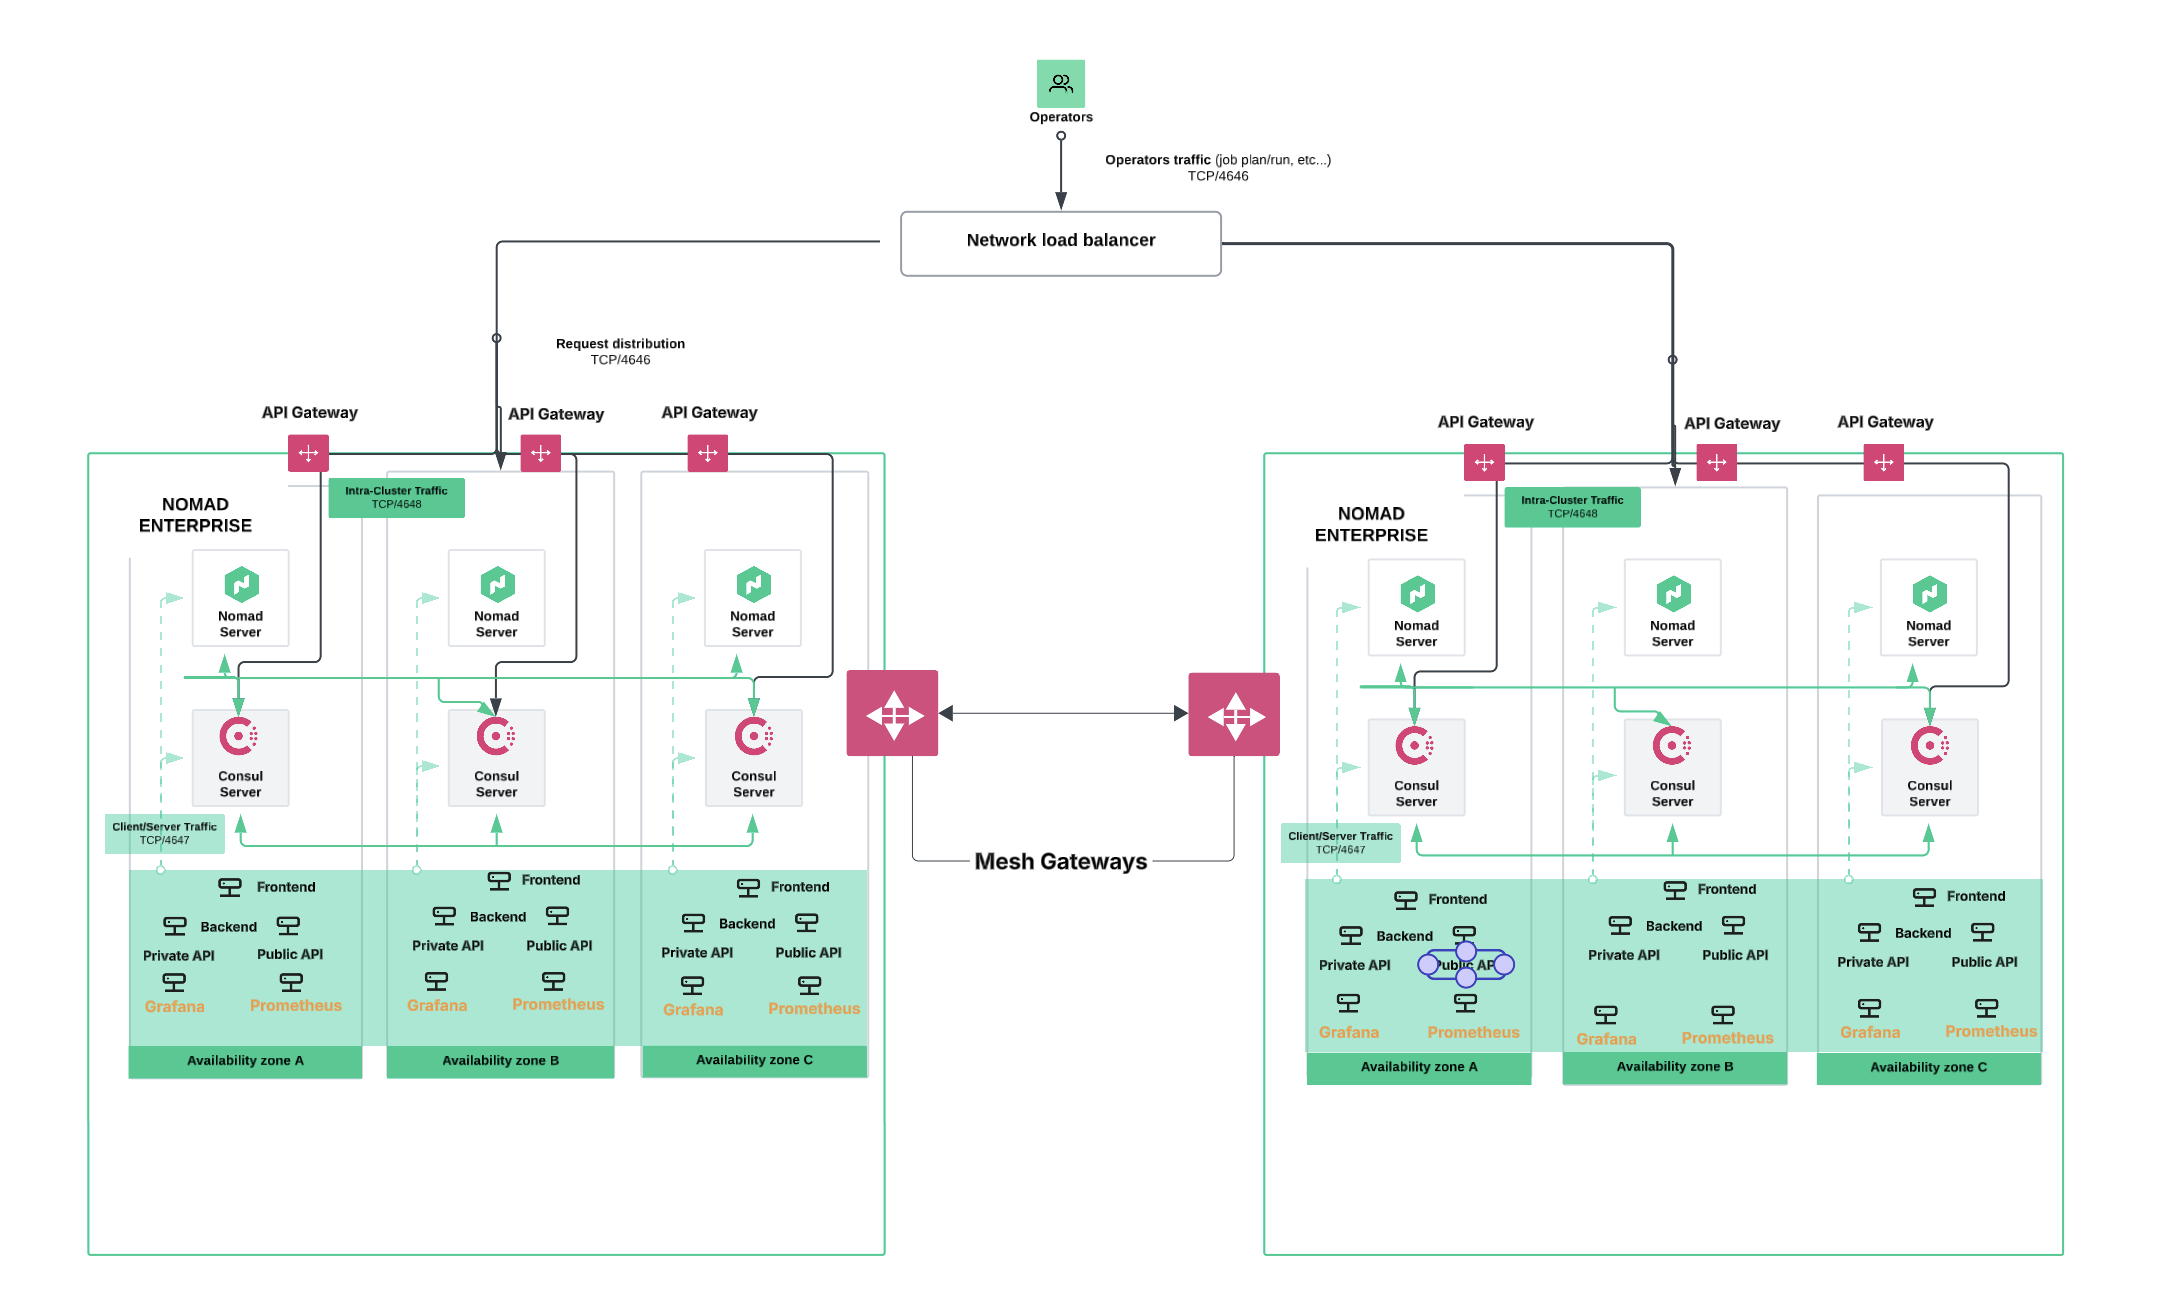 Operators
Operators traffic (job plan/run, etc...)
TCP/4646
Network load balancer
Request distribution
TCP/4646
API Gateway
API Gateway
API Gateway
NOMAD
ENTERPRISE
Intra-Cluster Traffic
TCP/4648
Nomad
Server
Nomad
Server
Nomad
Server
Consul
Server
Consul
Server
Consul
Server
Client/Server Traffic
TCP/4647
Frontend
Backend
Private API
Public API
Grafana
Prometheus
Availability zone A
Frontend
Backend
Private API
Public API
Grafana
Prometheus
Availability zone B
Frontend
Backend
Private API
Public API
Grafana
Prometheus
Availability zone C
Mesh Gateways
API Gateway
API Gateway
API Gateway
NOMAD
ENTERPRISE
Intra-Cluster Traffic
TCP/4648
Nomad
Server
Nomad
Server
Nomad
Server
Consul
Server
Consul
Server
Consul
Server
Client/Server Traffic
TCP/4647
Frontend
Backend
Private API
Public API
Grafana
Prometheus
Availability zone A
Frontend
Backend
Private API
Public API
Grafana
Prometheus
Availability zone B
Frontend
Backend
Private API
Public API
Grafana
Prometheus
Availability zone C